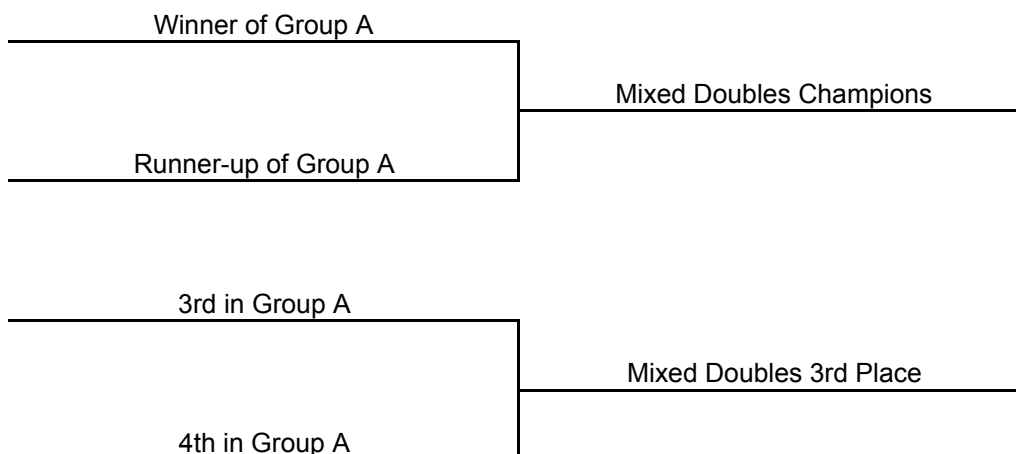 Winner of Group A
Mixed Doubles Champions
Runner-up of Group A
3rd in Group A
Mixed Doubles 3rd Place
4th in Group A